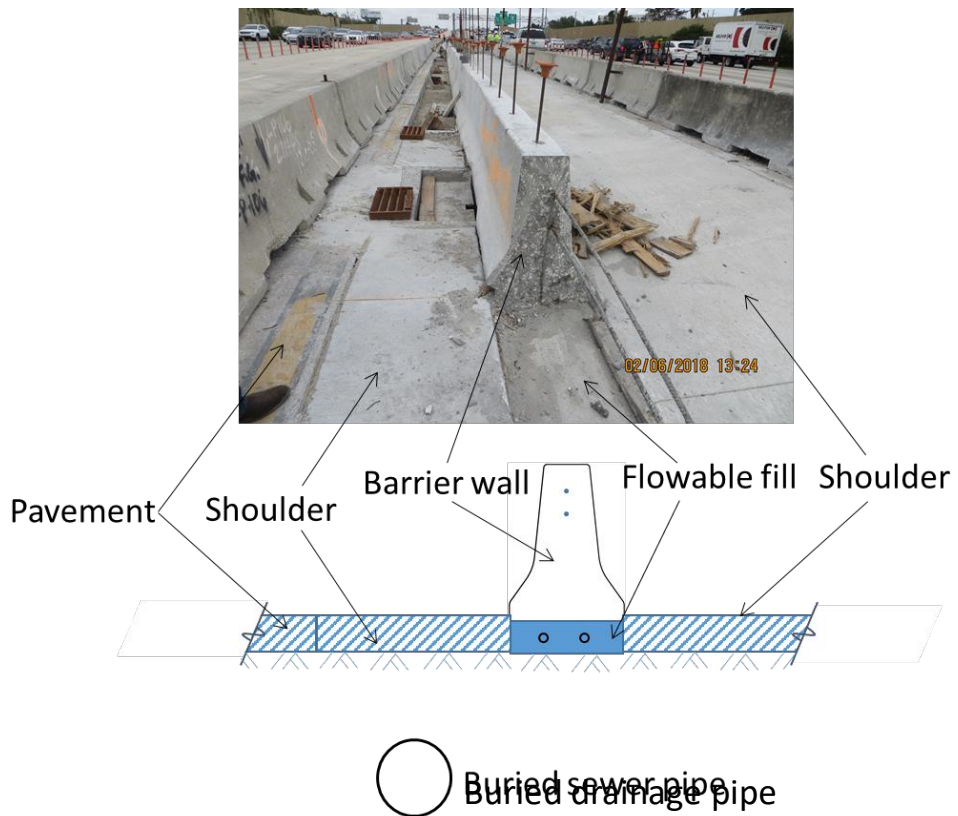 02/06/2018 13:24
Barrier wall
Flowable fill
Shoulder
Pavement
Shoulder
Buried sewer pipe
Buried drainage pipe